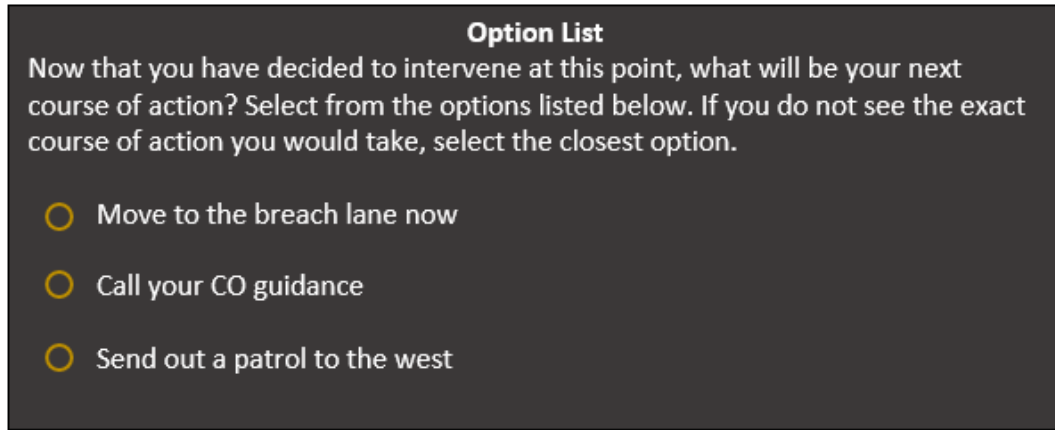 Option List
Now that you have decided to intervene at this point, what will be your next
course of action? Select from the options listed below. If you do not see the exact
course of action you would take, select the closest option.
Move to the breach lane now
Call your CO guidance
Send out a patrol to the west